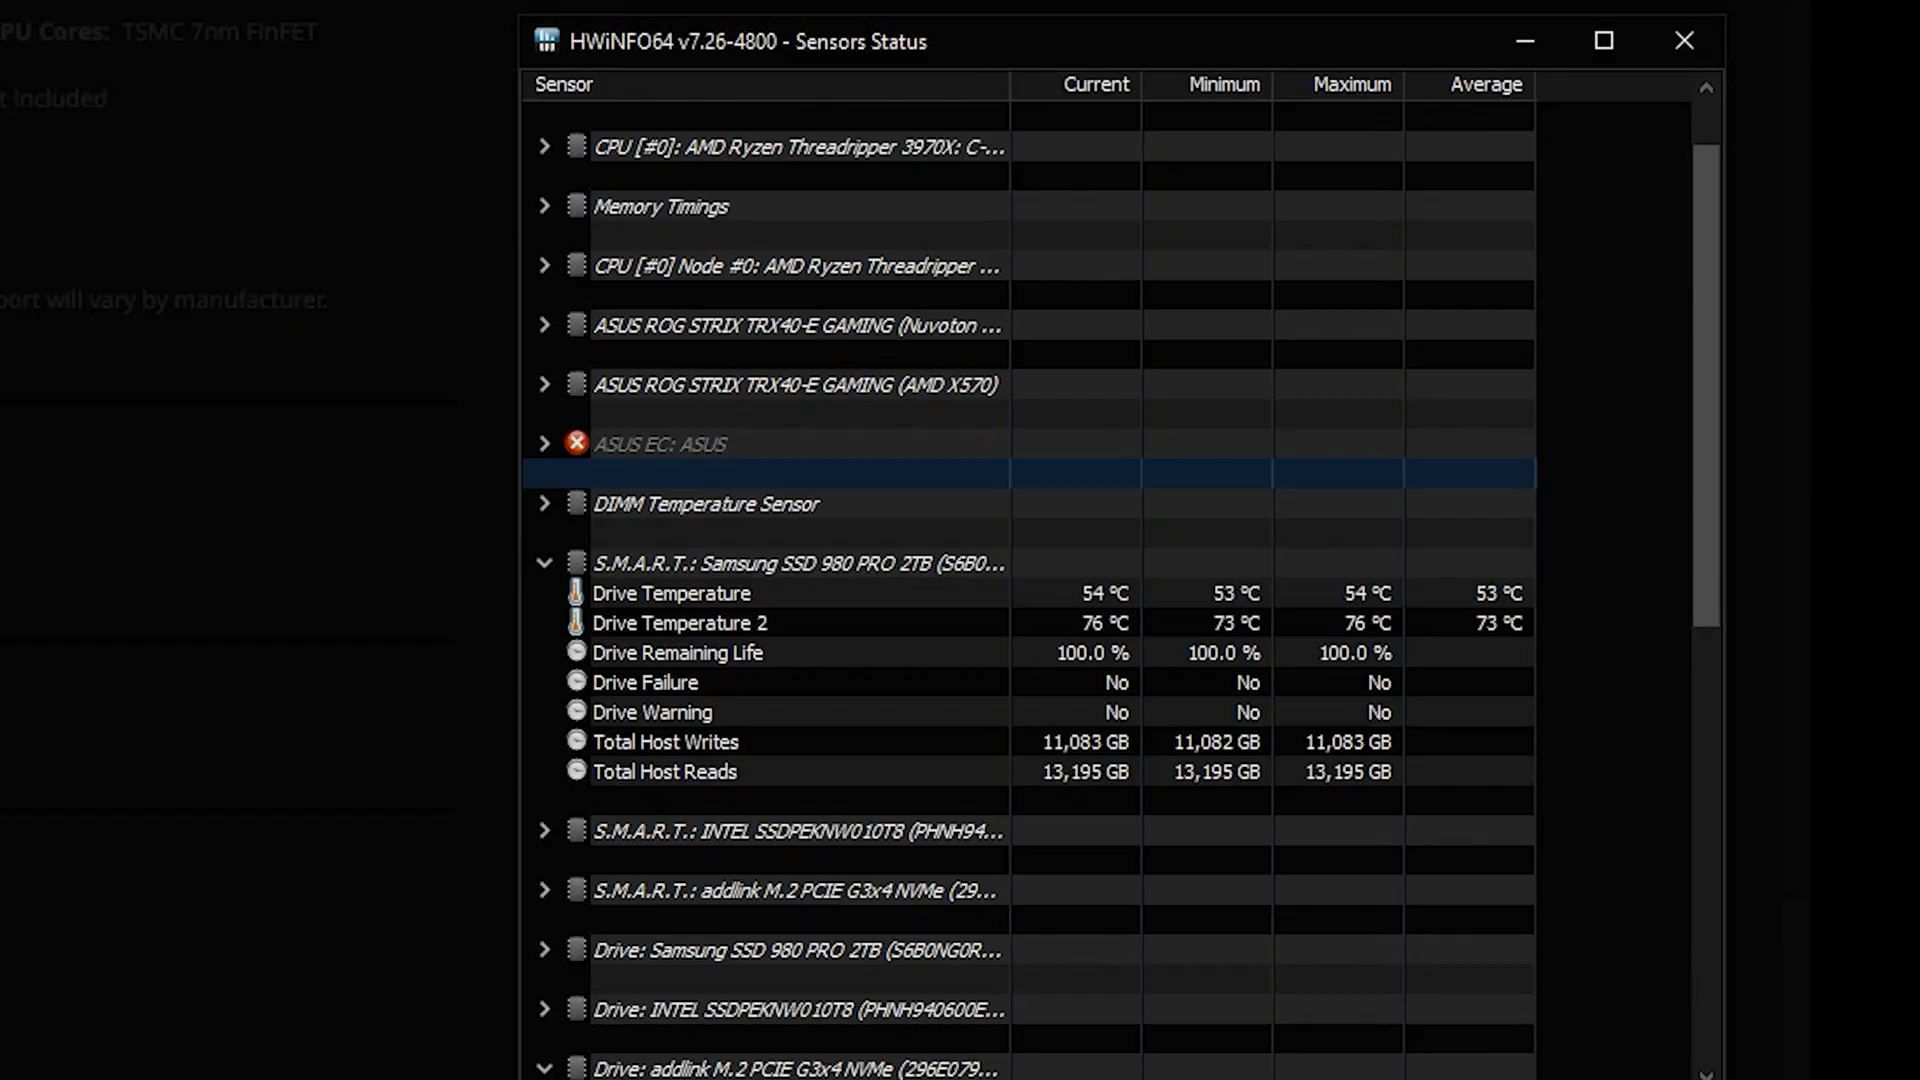 PU Cores: TSMC 7nm FinFET
t included
port will vary by manufacturer.
HWiNFO64 v7.26-4800 - Sensors Status
Sensor Current Minimum Maximum Average
CPU [#0]: AMD Ryzen Threadripper 3970X: C-...
Memory Timings
CPU [#0] Node #0: AMD Ryzen Threadripper ...
ASUS ROG STRIX TRX40-E GAMING (Nuvoton ...
ASUS ROG STRIX TRX40-E GAMING (AMD X570)
ASUS EC: ASUS
DIMM Temperature Sensor
S.M.A.R.T.: Samsung SSD 980 PRO 2TB (S6B0...
Drive Temperature 54 °C 53 °C 54 °C 53 °C
Drive Temperature 2 76 °C 73 °C 76 °C 73 °C
Drive Remaining Life 100.0 % 100.0 % 100.0 %
Drive Failure No No No
Drive Warning No No No
Total Host Writes 11,083 GB 11,082 GB 11,083 GB
Total Host Reads 13,195 GB 13,195 GB 13,195 GB
S.M.A.R.T.: INTEL SSDPEKNW010T8 (PHNH94...
S.M.A.R.T.: addlink M.2 PCIE G3x4 NVMe (29...
Drive: Samsung SSD 980 PRO 2TB (S6B0NG0R...
Drive: INTEL SSDPEKNW010T8 (PHNH940600E...
Drive: addlink M.2 PCIE G3x4 NVMe (296E079...